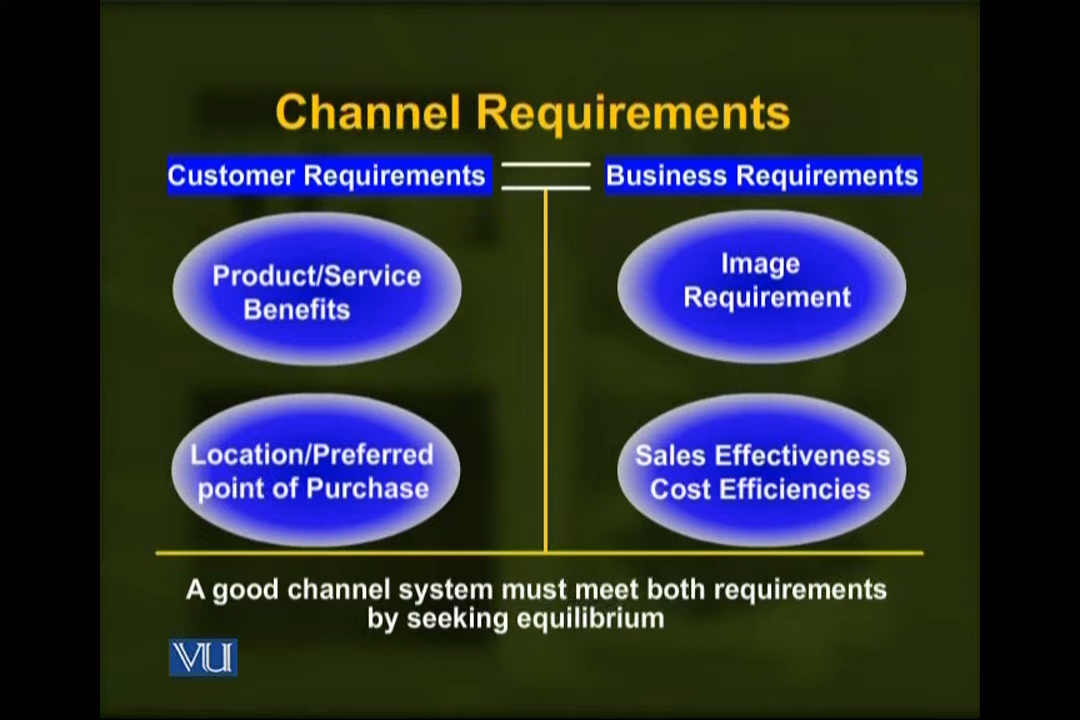 Channel Requirements
Customer Requirements
Business Requirements
Product/Service
Benefits
Image
Requirement
Location/Preferred
point of Purchase
Sales Effectiveness
Cost Efficiencies
A good channel system must meet both requirements
by seeking equilibrium
VU